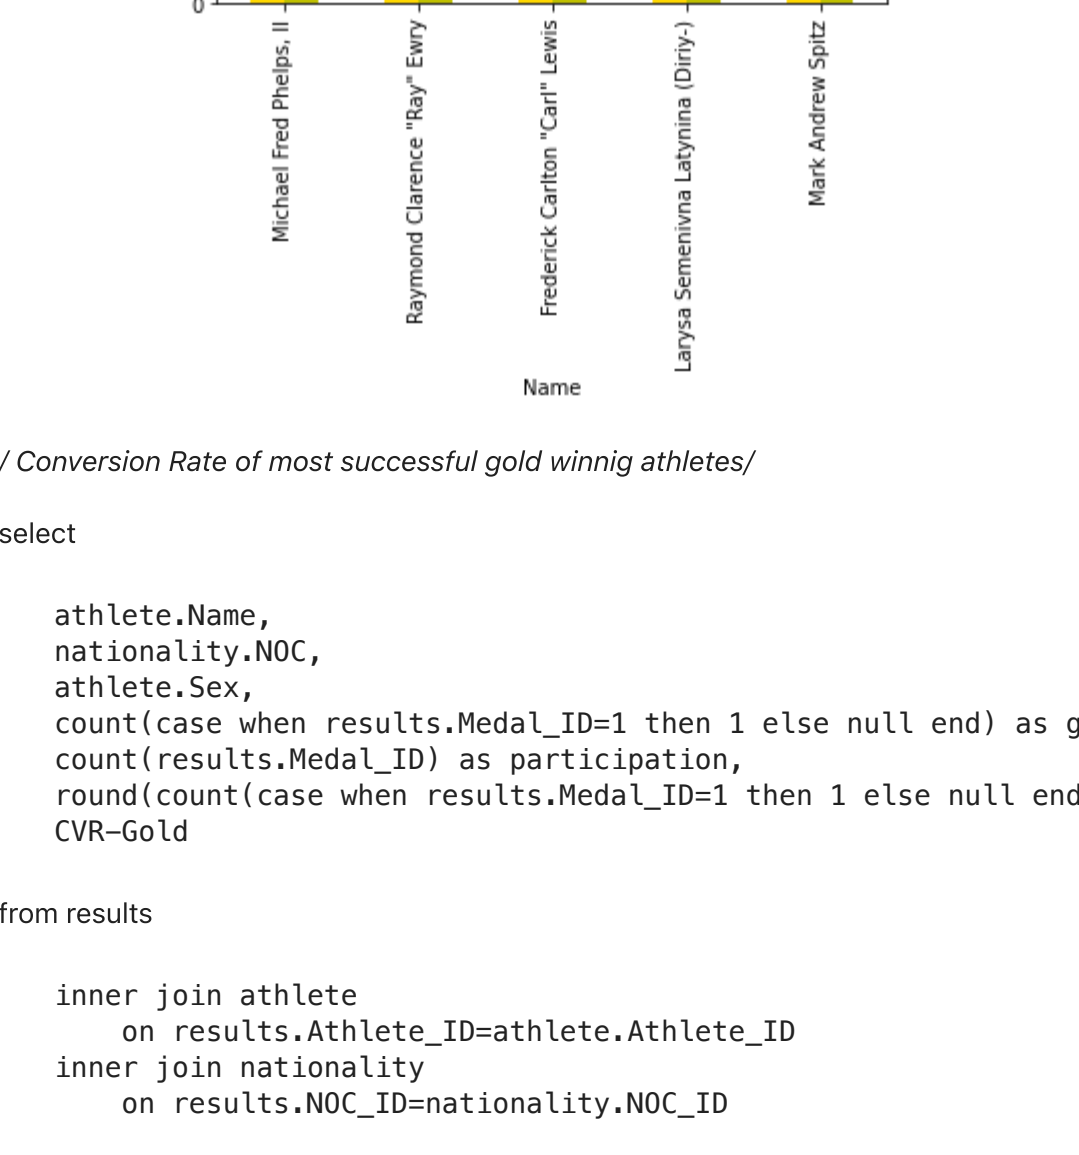 0
Michael Fred Phelps, II
Raymond Clarence "Ray" Ewry
Frederick Carlton "Carl" Lewis
Larysa Semenivna Latynina (Diriy-)
Mark Andrew Spitz
Name
/ Conversion Rate of most successful gold winnig athletes/
select
athlete.Name,
nationality.NOC,
athlete.Sex,
count(case when results.Medal_ID=1 then 1 else null end) as g
count(results.Medal_ID) as participation,
round(count(case when results.Medal_ID=1 then 1 else null end
CVR-Gold
from results
inner join athlete
on results.Athlete_ID=athlete.Athlete_ID
inner join nationality
on results.NOC_ID=nationality.NOC_ID